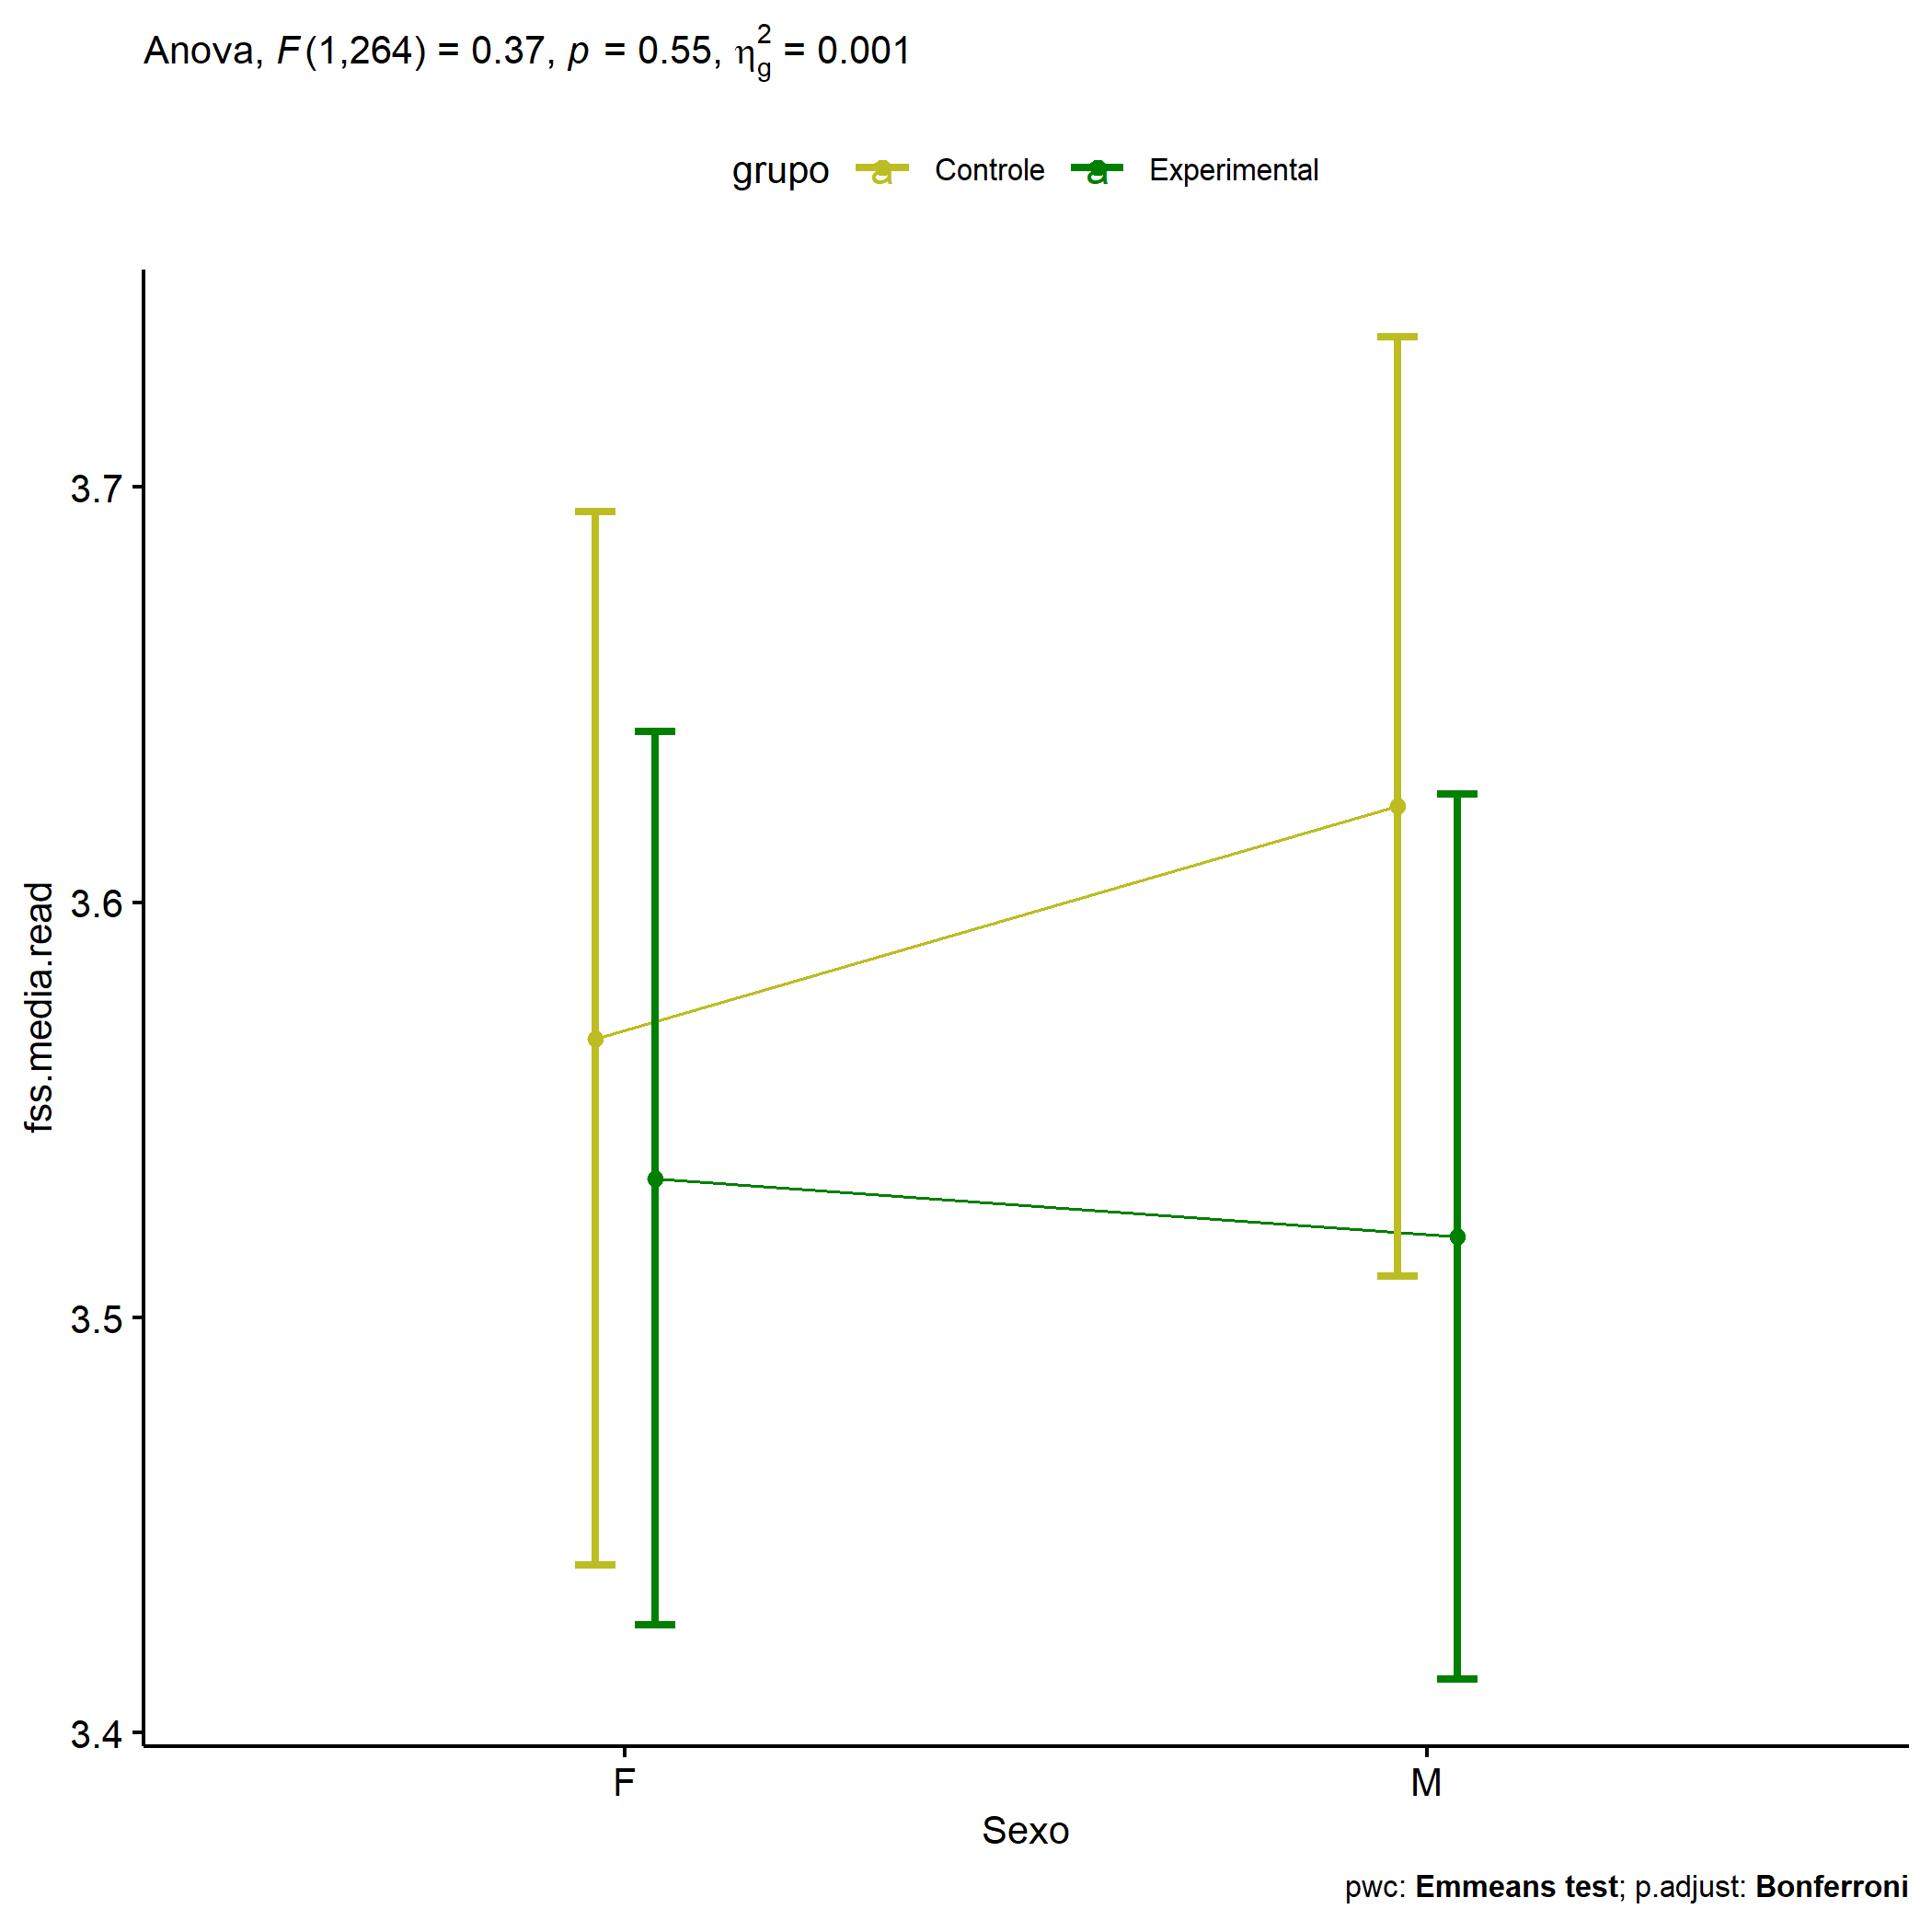 Anova, F(1,264) = 0.37, p = 0.55, η²g = 0.001
grupo a Controle a Experimental
3.7
3.6
3.5
3.4
fss.media.read
F M
Sexo
pwc: Emmeans test; p.adjust: Bonferroni